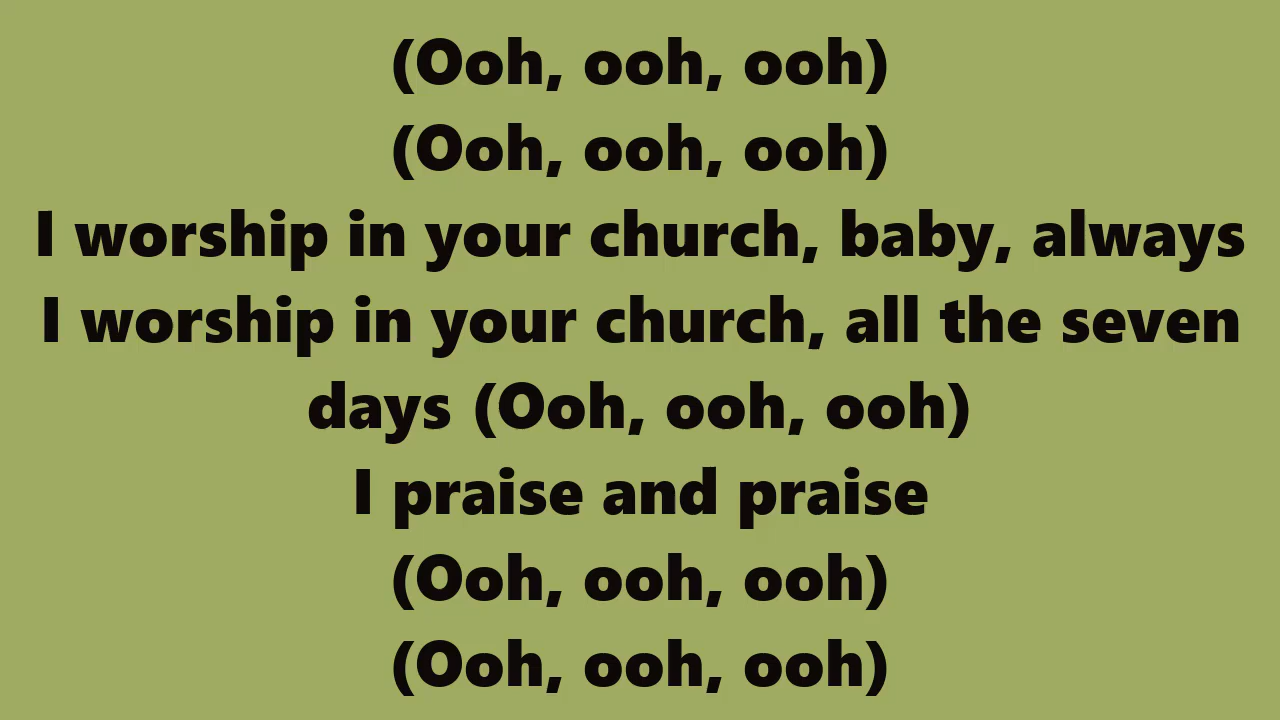 (Ooh, ooh, ooh)
(Ooh, ooh, ooh)
I worship in your church, baby, always
I worship in your church, all the seven
days (Ooh, ooh, ooh)
I praise and praise
(Ooh, ooh, ooh)
(Ooh, ooh, ooh)